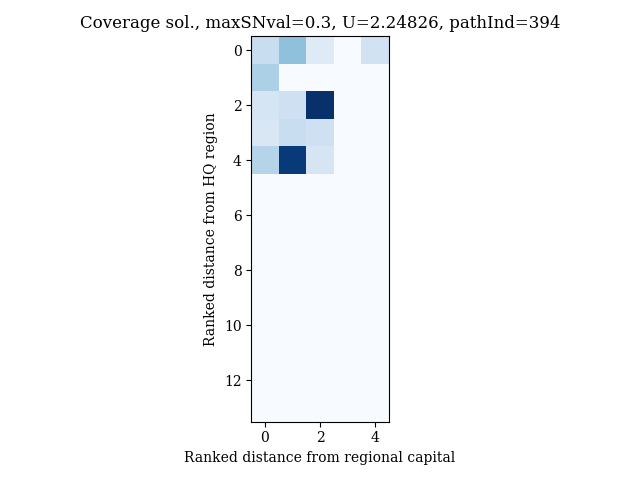 Coverage sol., maxSNval=0.3, U=2.24826, pathInd=394
0
2
4
6
8
10
12
Ranked distance from HQ region
0 2 4
Ranked distance from regional capital